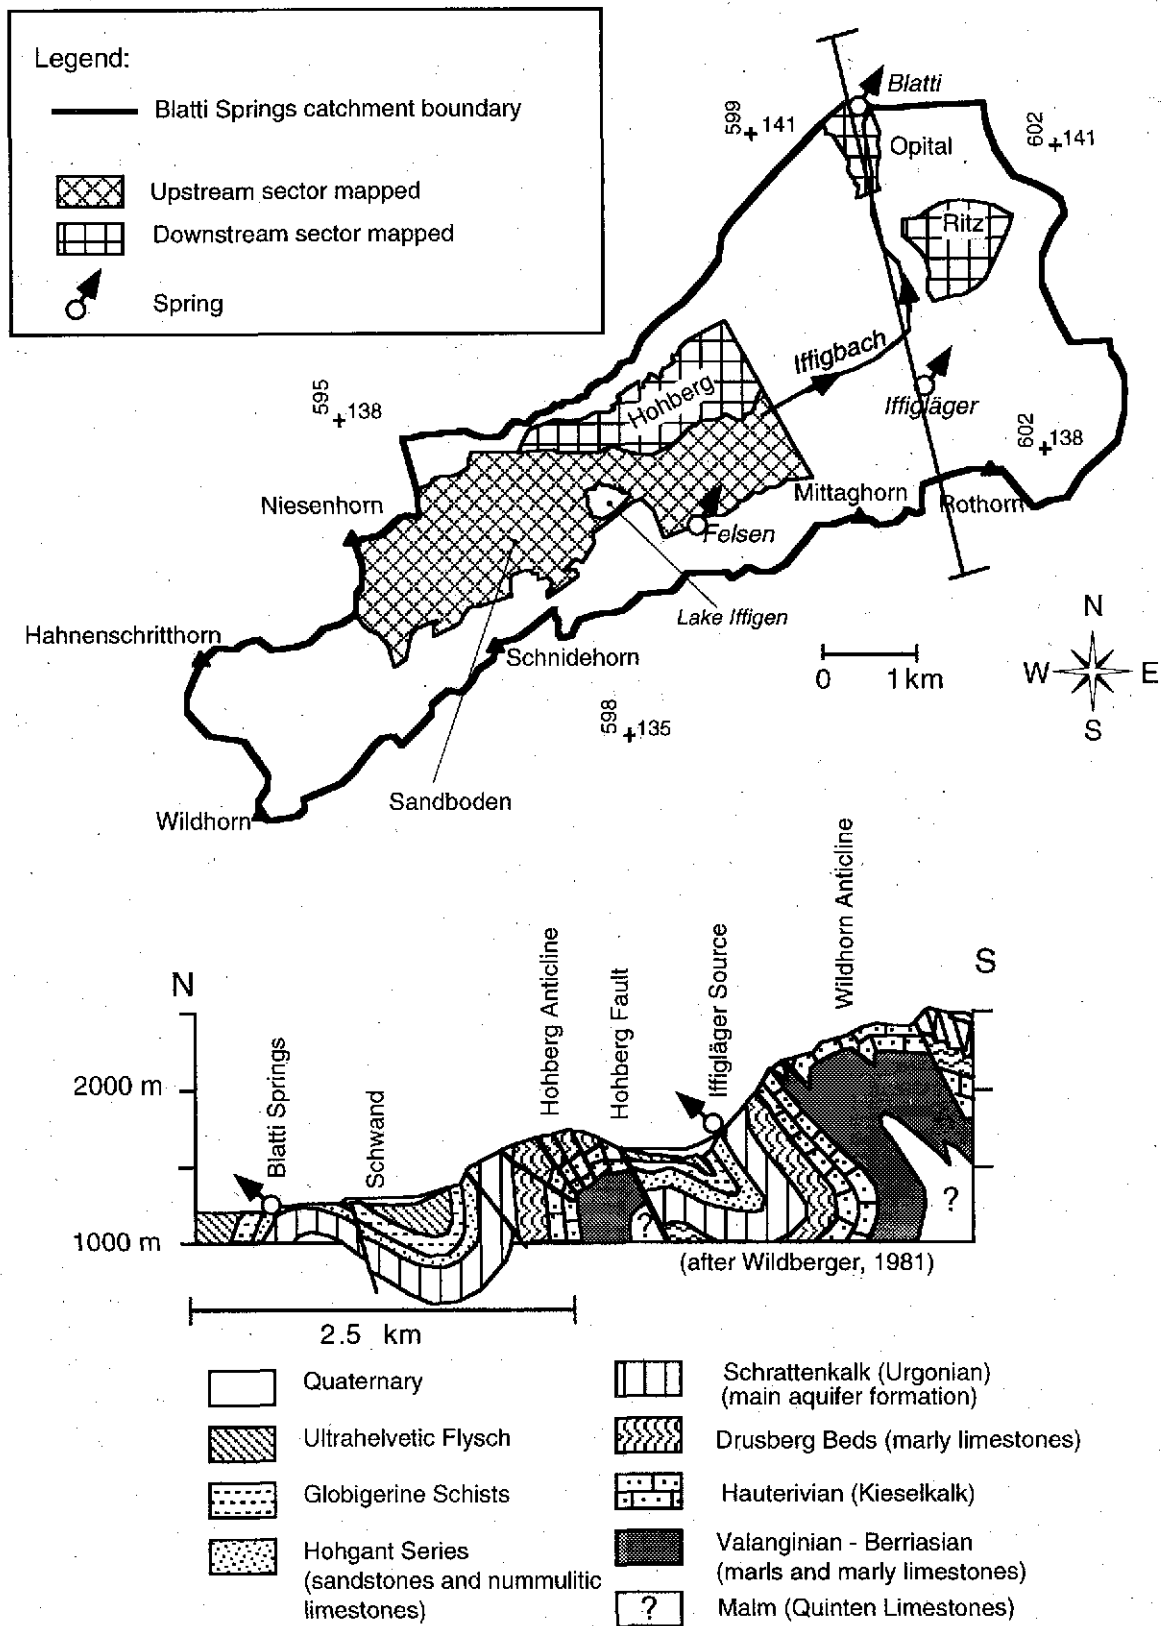 Legend:
Blatti Springs catchment boundary
Upstream sector mapped
Downstream sector mapped
Spring
Blatti
599
+141
Opital
602
+141
Ritz
Iffigbach
Hohberg
595
+138
Iffigläger
602
+138
Niesenhorn
Mittaghorn
Rothorn
Felsen
Lake Iffigen
Hahnenschritthorn
Schnidehorn
0 1 km
N
W E
S
598
+135
Sandboden
Wildhorn
N
S
Blatti Springs
Schwand
Hohberg Anticline
Hohberg Fault
Iffigläger Source
Wildhorn Anticline
2000 m
1000 m
?
?
(after Wildberger, 1981)
2.5 km
Quaternary
Ultrahelvetic Flysch
Globigerine Schists
Hohgant Series
(sandstones and nummulitic
limestones)
Schrattenkalk (Urgonian)
(main aquifer formation)
Drusberg Beds (marly limestones)
Hauterivian (Kieselkalk)
Valanginian - Berriasian
(marls and marly limestones)
?
Malm (Quinten Limestones)